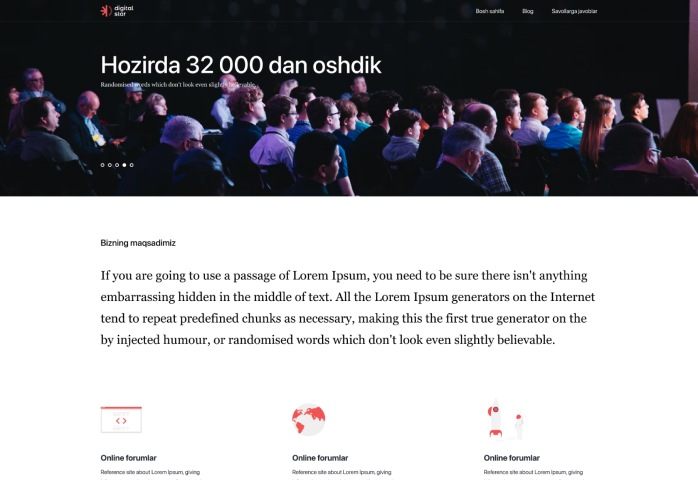 digital
star
Bosh sahifa
Blog
Savollarga javoblar
Hozirda 32 000 dan oshdik
Randomised words which don't look even slightly believable.
Bizning maqsadimiz
If you are going to use a passage of Lorem Ipsum, you need to be sure there isn't anything
embarrassing hidden in the middle of text. All the Lorem Ipsum generators on the Internet
tend to repeat predefined chunks as necessary, making this the first true generator on the
by injected humour, or randomised words which don't look even slightly believable.
Online forumlar
Reference site about Lorem Ipsum, giving
Online forumlar
Reference site about Lorem Ipsum, giving
Online forumlar
Reference site about Lorem Ipsum, giving